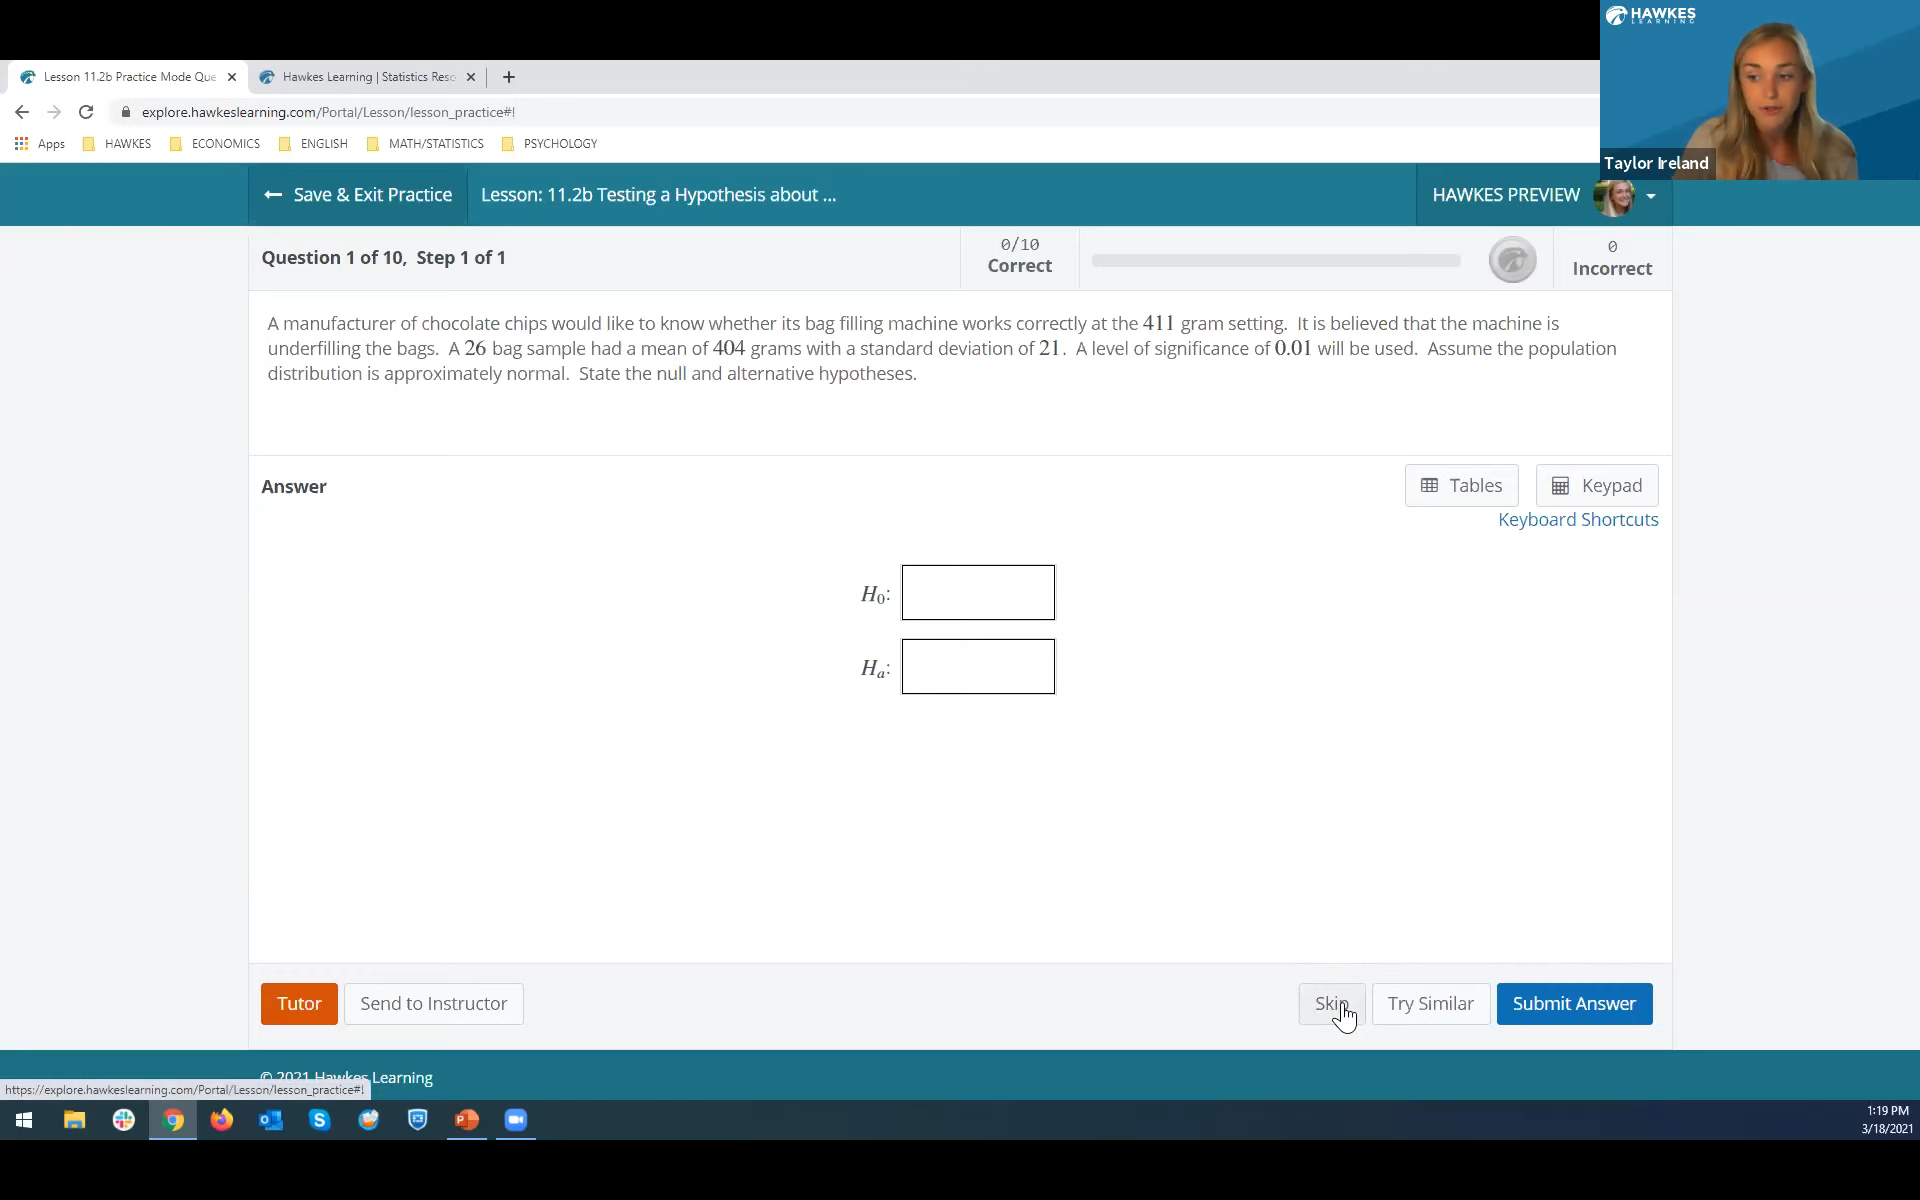 HAWKES
LEARNING
Taylor Ireland
Lesson 11.2b Practice Mode Que
Hawkes Learning | Statistics Reso
explore.hawkeslearning.com/Portal/Lesson/lesson_practice#!
Apps HAWKES ECONOMICS ENGLISH MATH/STATISTICS PSYCHOLOGY
← Save & Exit Practice Lesson: 11.2b Testing a Hypothesis about ... HAWKES PREVIEW
Question 1 of 10, Step 1 of 1
0/10
Correct
0
Incorrect
A manufacturer of chocolate chips would like to know whether its bag filling machine works correctly at the 411 gram setting. It is believed that the machine is
underfilling the bags. A 26 bag sample had a mean of 404 grams with a standard deviation of 21. A level of significance of 0.01 will be used. Assume the population
distribution is approximately normal. State the null and alternative hypotheses.
Answer
Tables Keypad
Keyboard Shortcuts
H₀:
Hₐ:
Tutor Send to Instructor Skip Try Similar Submit Answer
© 2021 Hawkes Learning
https://explore.hawkeslearning.com/Portal/Lesson/lesson_practice#!
1:19 PM
3/18/2021